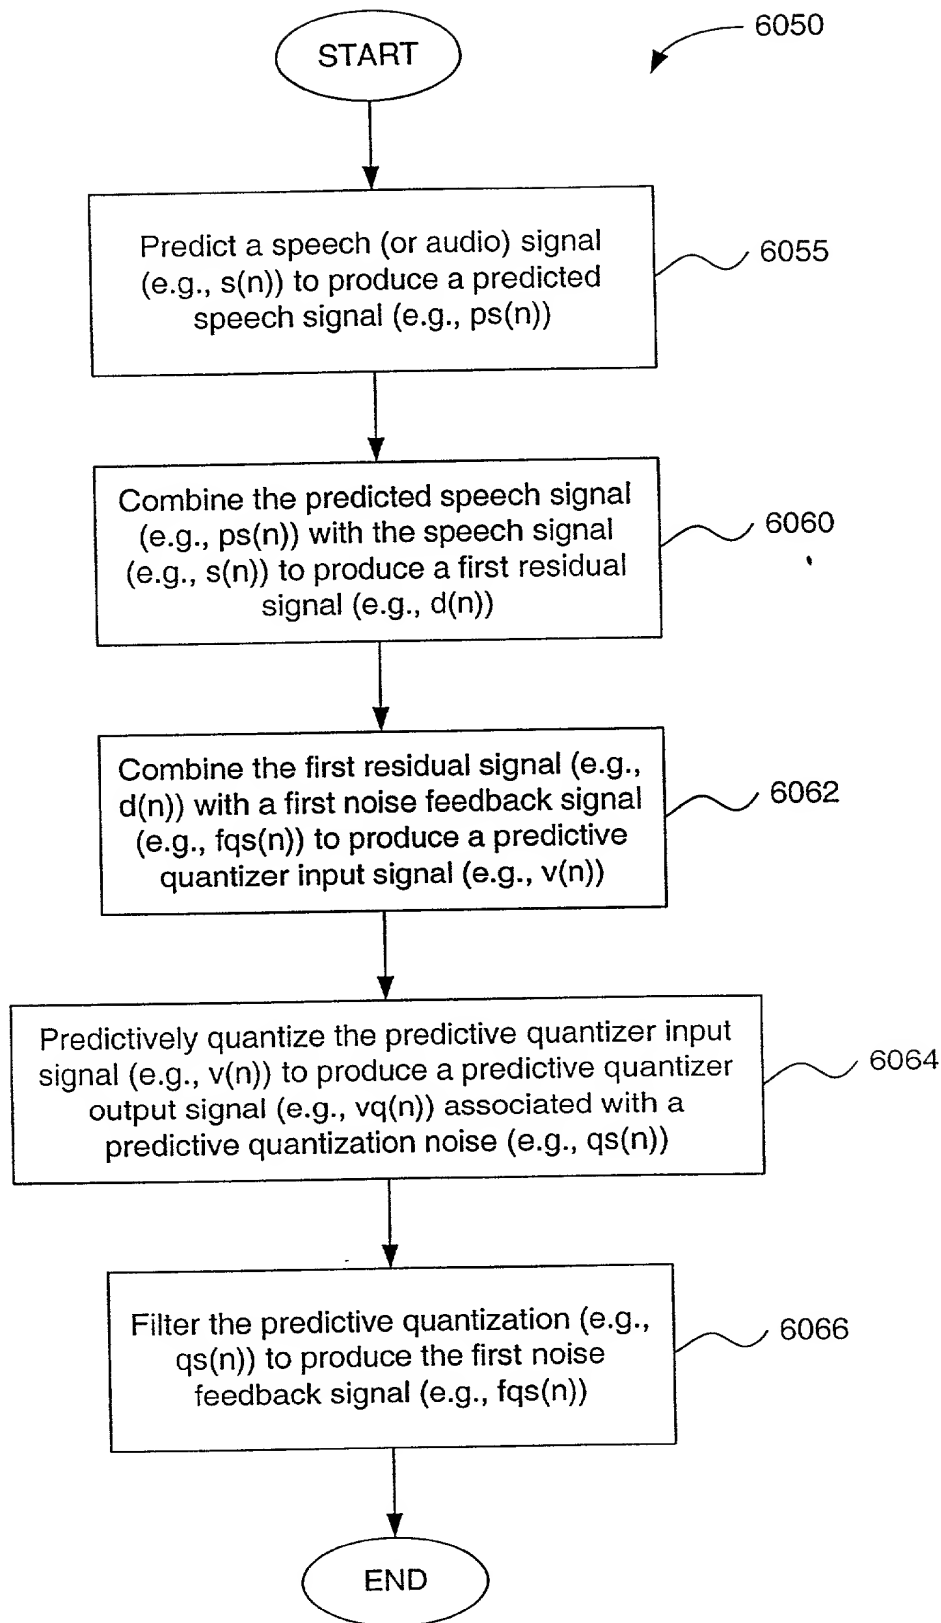 6050
START
Predict a speech (or audio) signal
(e.g., s(n)) to produce a predicted
speech signal (e.g., ps(n))
6055
Combine the predicted speech signal
(e.g., ps(n)) with the speech signal
(e.g., s(n)) to produce a first residual
signal (e.g., d(n))
6060
Combine the first residual signal (e.g.,
d(n)) with a first noise feedback signal
(e.g., fqs(n)) to produce a predictive
quantizer input signal (e.g., v(n))
6062
Predictively quantize the predictive quantizer input
signal (e.g., v(n)) to produce a predictive quantizer
output signal (e.g., vq(n)) associated with a
predictive quantization noise (e.g., qs(n))
6064
Filter the predictive quantization (e.g.,
qs(n)) to produce the first noise
feedback signal (e.g., fqs(n))
6066
END